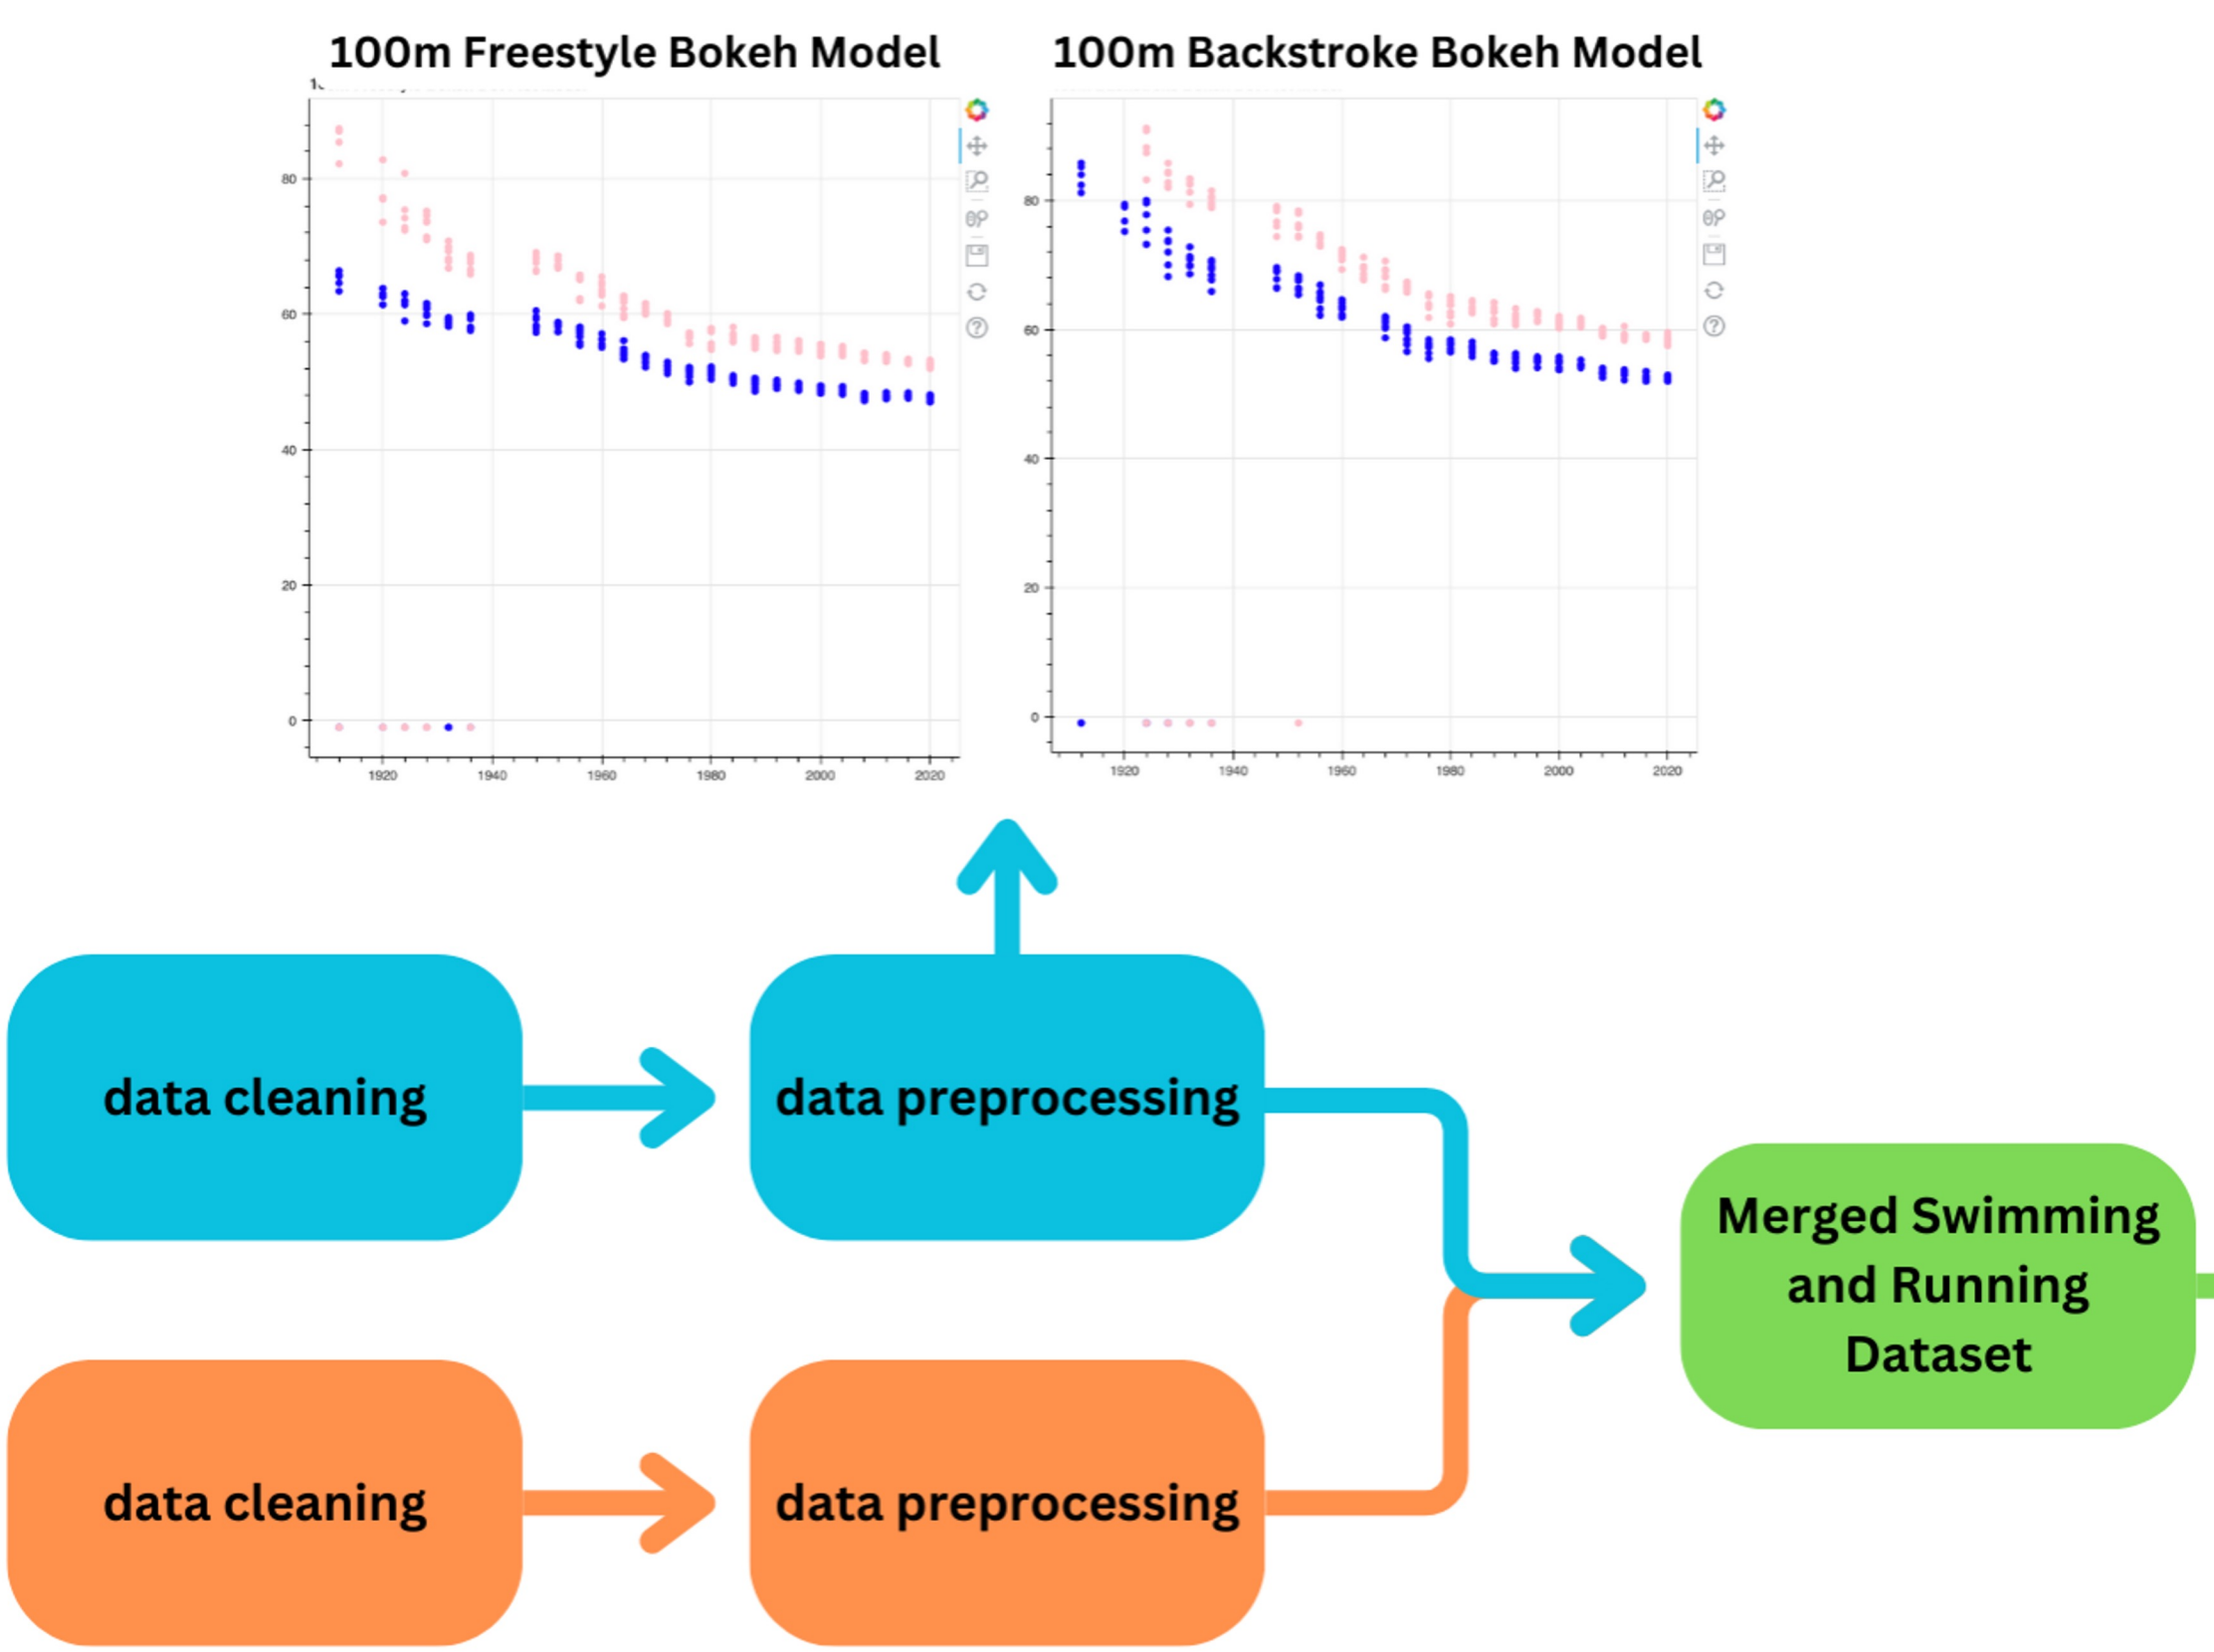 100m Freestyle Bokeh Model
100m Backstroke Bokeh Model
80
60
40
20
0
1920 1940 1960 1980 2000 2020
80
60
40
20
0
1920 1940 1960 1980 2000 2020
data cleaning
data preprocessing
Merged Swimming
and Running
Dataset
data cleaning
data preprocessing